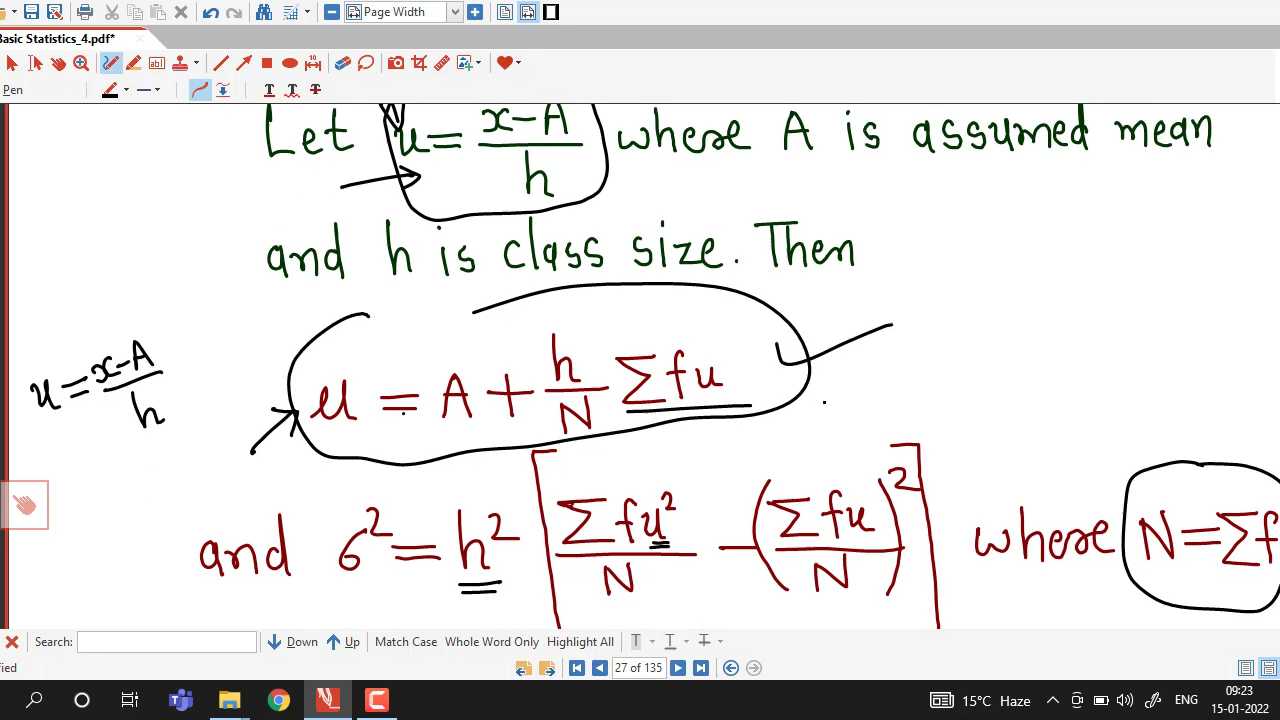 Page Width
Basic Statistics_4.pdf*
Pen
Let u = x-A/h where A is assumed mean
and h is class size. Then
u = x-A/h
μ = A + h/N Σfu
and σ² = h² [Σfu²/N - (Σfu/N)²] where N = Σf
Search: Down Up Match Case Whole Word Only Highlight All T T T
fied
27 of 135
15°C Haze ENG 09:23
15-01-2022